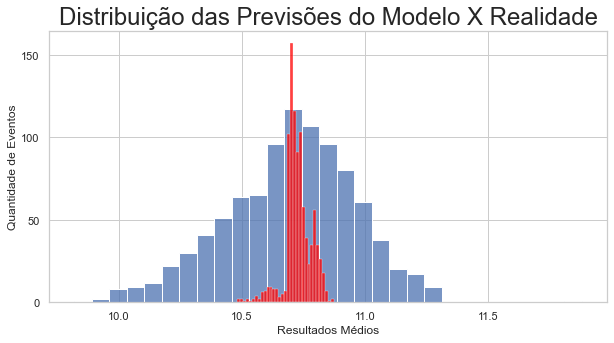 Distribuição das Previsões do Modelo X Realidade
150
100
50
0
Quantidade de Eventos
10.0 10.5 11.0 11.5
Resultados Médios